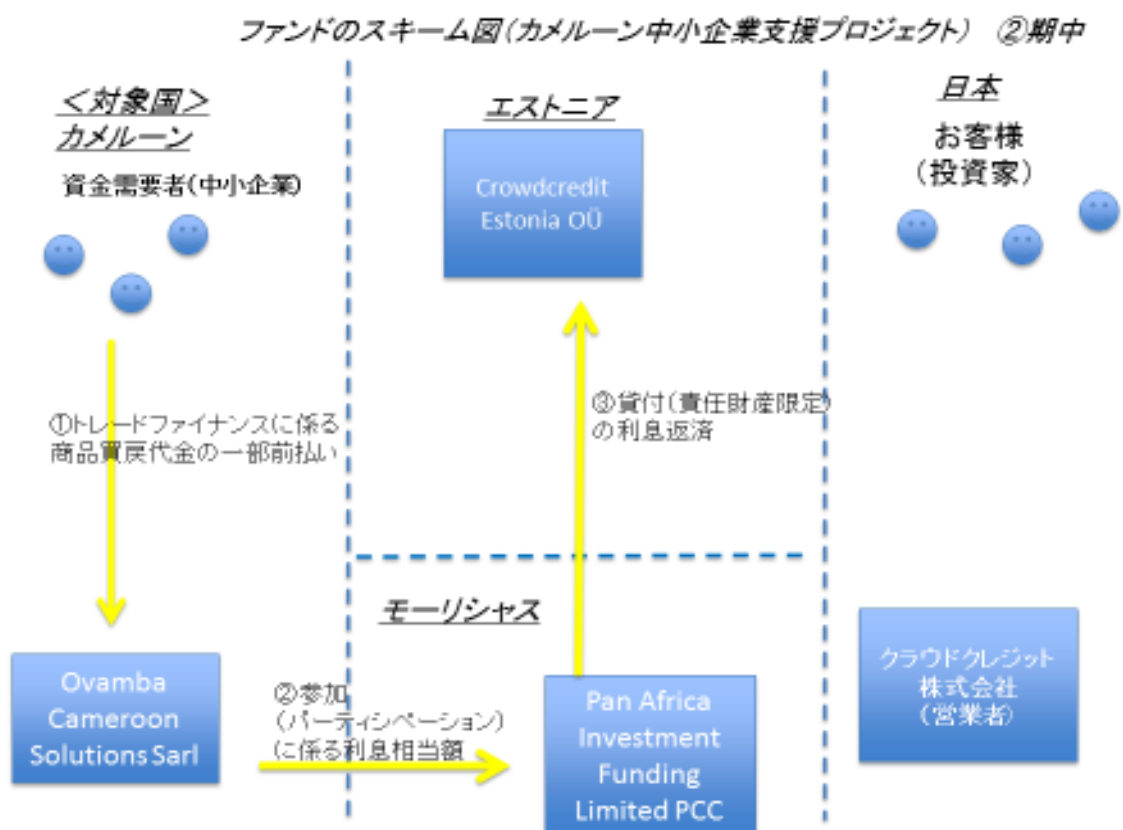 ファンドのスキーム図(カメルーン中小企業支援プロジェクト) ②期中
<対象国>
カメルーン
資金需要者(中小企業)
エストニア
Crowdcredit
Estonia OÜ
日本
お客様
(投資家)
①トレードファイナンスに係る
商品買戻代金の一部前払い
③貸付(責任財産限定)
の利息返済
モーリシャス
Ovamba
Cameroon
Solutions Sarl
②参加
(パーティシペーション)
に係る利息相当額
Pan Africa
Investment
Funding
Limited PCC
クラウドクレジット
株式会社
(営業者)